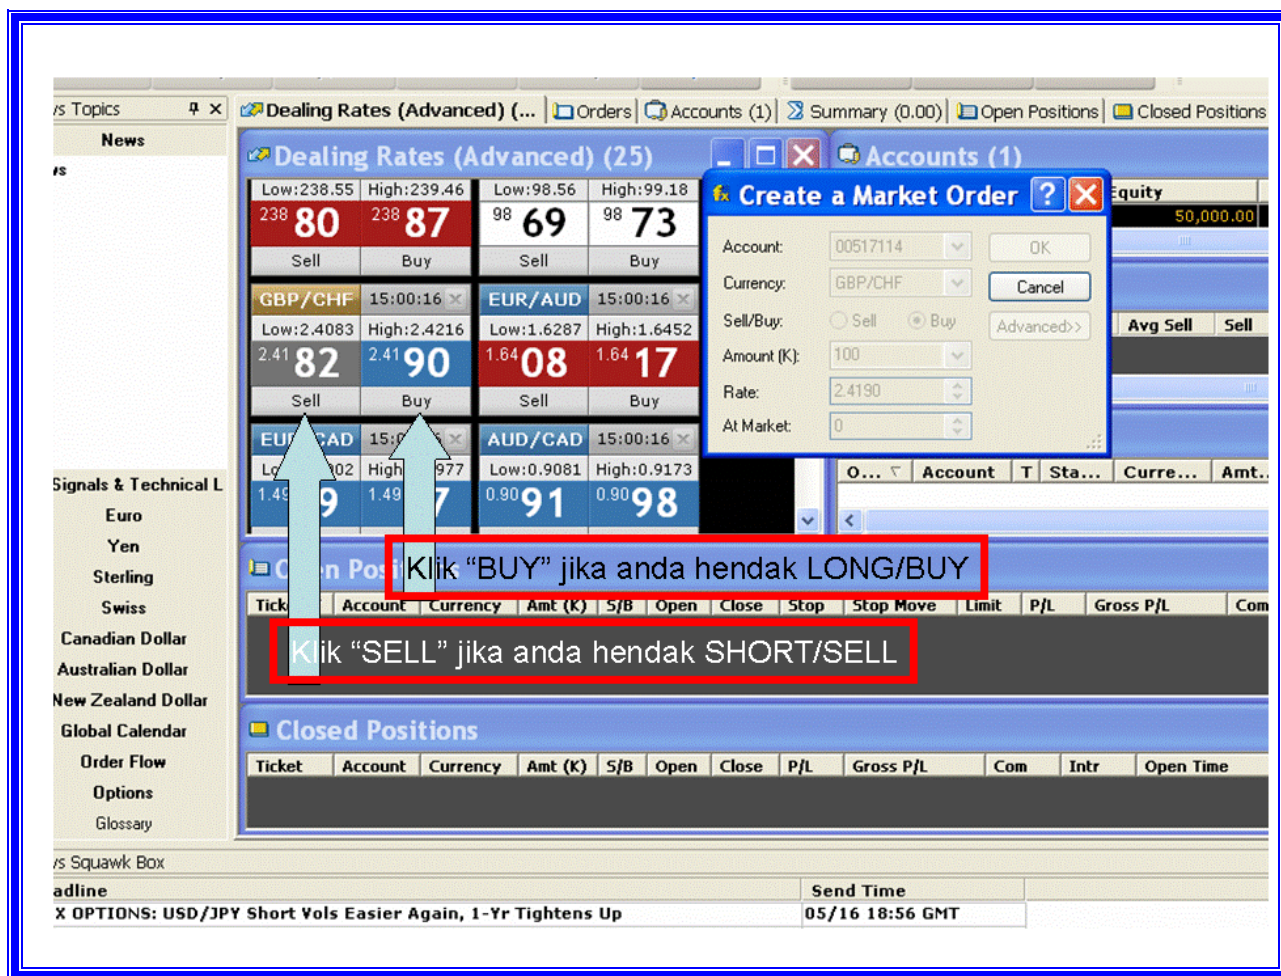 Topics
Dealing Rates (Advanced) (... Orders Accounts (1) Summary (0.00) Open Positions Closed Positions
News
Dealing Rates (Advanced) (25)
Low:238.55 High:239.46 Low:98.56 High:99.18
238 80 238 87 98 69 98 73
Sell Buy Sell Buy
GBP/CHF 15:00:16 EUR/AUD 15:00:16
Low:2.4083 High:2.4216 Low:1.6287 High:1.6452
2.41 82 2.41 90 1.64 08 1.64 17
Sell Buy Sell Buy
AUD/CAD 15:00:16
Low:0.9081 High:0.9173
1.49 1.49 0.90 91 0.90 98
Accounts (1)
Equity
50,000.00
Create a Market Order
Account: 00517114 OK
Currency: GBP/CHF Cancel
Sell/Buy: Sell Buy Advanced>>
Amount (K): 100
Rate: 2.4190
At Market: 0
Avg Sell Sell
O... Account T Sta... Curre... Amt..
Signals & Technical L
Euro
Yen
Sterling
Swiss
Canadian Dollar
Australian Dollar
New Zealand Dollar
Global Calendar
Order Flow
Options
Glossary
Klik “BUY” jika anda hendak LONG/BUY
Account Currency Amt (K) S/B Open Close Stop Stop Move Limit P/L Gross P/L Com
Klik “SELL” jika anda hendak SHORT/SELL
Closed Positions
Ticket Account Currency Amt (K) S/B Open Close P/L Gross P/L Com Intr Open Time
Squawk Box
adline Send Time
X OPTIONS: USD/JPY Short Vols Easier Again, 1-Yr Tightens Up 05/16 18:56 GMT